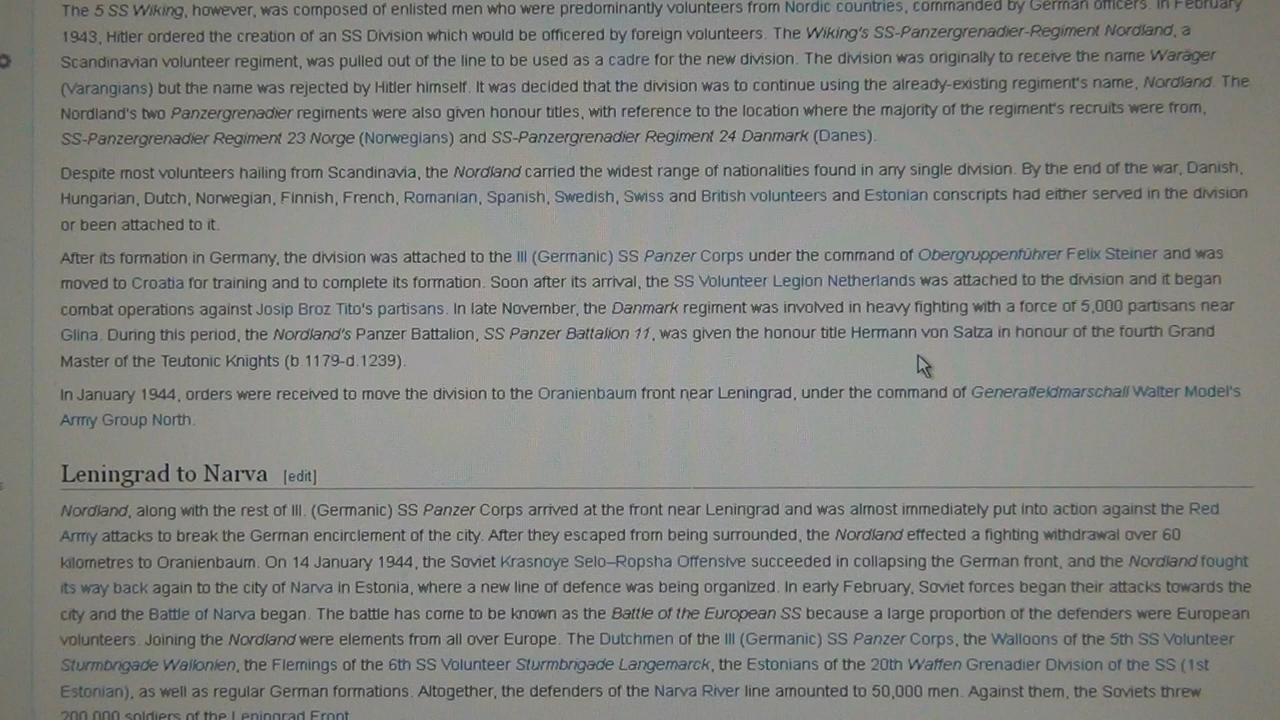 The 5 SS Wiking, however, was composed of enlisted men who were predominantly volunteers from Nordic countries, commanded by German officers. In February
1943, Hitler ordered the creation of an SS Division which would be officered by foreign volunteers. The Wiking's SS-Panzergrenadier-Regiment Nordland, a
Scandinavian volunteer regiment, was pulled out of the line to be used as a cadre for the new division. The division was originally to receive the name Waräger
(Varangians) but the name was rejected by Hitler himself. It was decided that the division was to continue using the already-existing regiment's name, Nordland. The
Nordland's two Panzergrenadier regiments were also given honour titles, with reference to the location where the majority of the regiment's recruits were from,
SS-Panzergrenadier Regiment 23 Norge (Norwegians) and SS-Panzergrenadier Regiment 24 Danmark (Danes).
Despite most volunteers hailing from Scandinavia, the Nordland carried the widest range of nationalities found in any single division. By the end of the war, Danish,
Hungarian, Dutch, Norwegian, Finnish, French, Romanian, Spanish, Swedish, Swiss and British volunteers and Estonian conscripts had either served in the division
or been attached to it.
After its formation in Germany, the division was attached to the III (Germanic) SS Panzer Corps under the command of Obergruppenführer Felix Steiner and was
moved to Croatia for training and to complete its formation. Soon after its arrival, the SS Volunteer Legion Netherlands was attached to the division and it began
combat operations against Josip Broz Tito's partisans. In late November, the Danmark regiment was involved in heavy fighting with a force of 5,000 partisans near
Glina. During this period, the Nordland's Panzer Battalion, SS Panzer Battalion 11, was given the honour title Hermann von Salza in honour of the fourth Grand
Master of the Teutonic Knights (b.1179-d.1239).
In January 1944, orders were received to move the division to the Oranienbaum front near Leningrad, under the command of Generalfeldmarschall Walter Model's
Army Group North.
Leningrad to Narva [edit]
Nordland, along with the rest of III. (Germanic) SS Panzer Corps arrived at the front near Leningrad and was almost immediately put into action against the Red
Army attacks to break the German encirclement of the city. After they escaped from being surrounded, the Nordland effected a fighting withdrawal over 60
kilometres to Oranienbaum. On 14 January 1944, the Soviet Krasnoye Selo–Ropsha Offensive succeeded in collapsing the German front, and the Nordland fought
its way back again to the city of Narva in Estonia, where a new line of defence was being organized. In early February, Soviet forces began their attacks towards the
city and the Battle of Narva began. The battle has come to be known as the Battle of the European SS because a large proportion of the defenders were European
volunteers. Joining the Nordland were elements from all over Europe. The Dutchmen of the III (Germanic) SS Panzer Corps, the Walloons of the 5th SS Volunteer
Sturmbrigade Wallonien, the Flemings of the 6th SS Volunteer Sturmbrigade Langemarck, the Estonians of the 20th Waffen Grenadier Division of the SS (1st
Estonian), as well as regular German formations. Altogether, the defenders of the Narva River line amounted to 50,000 men. Against them, the Soviets threw
200,000 soldiers of the Leningrad Front